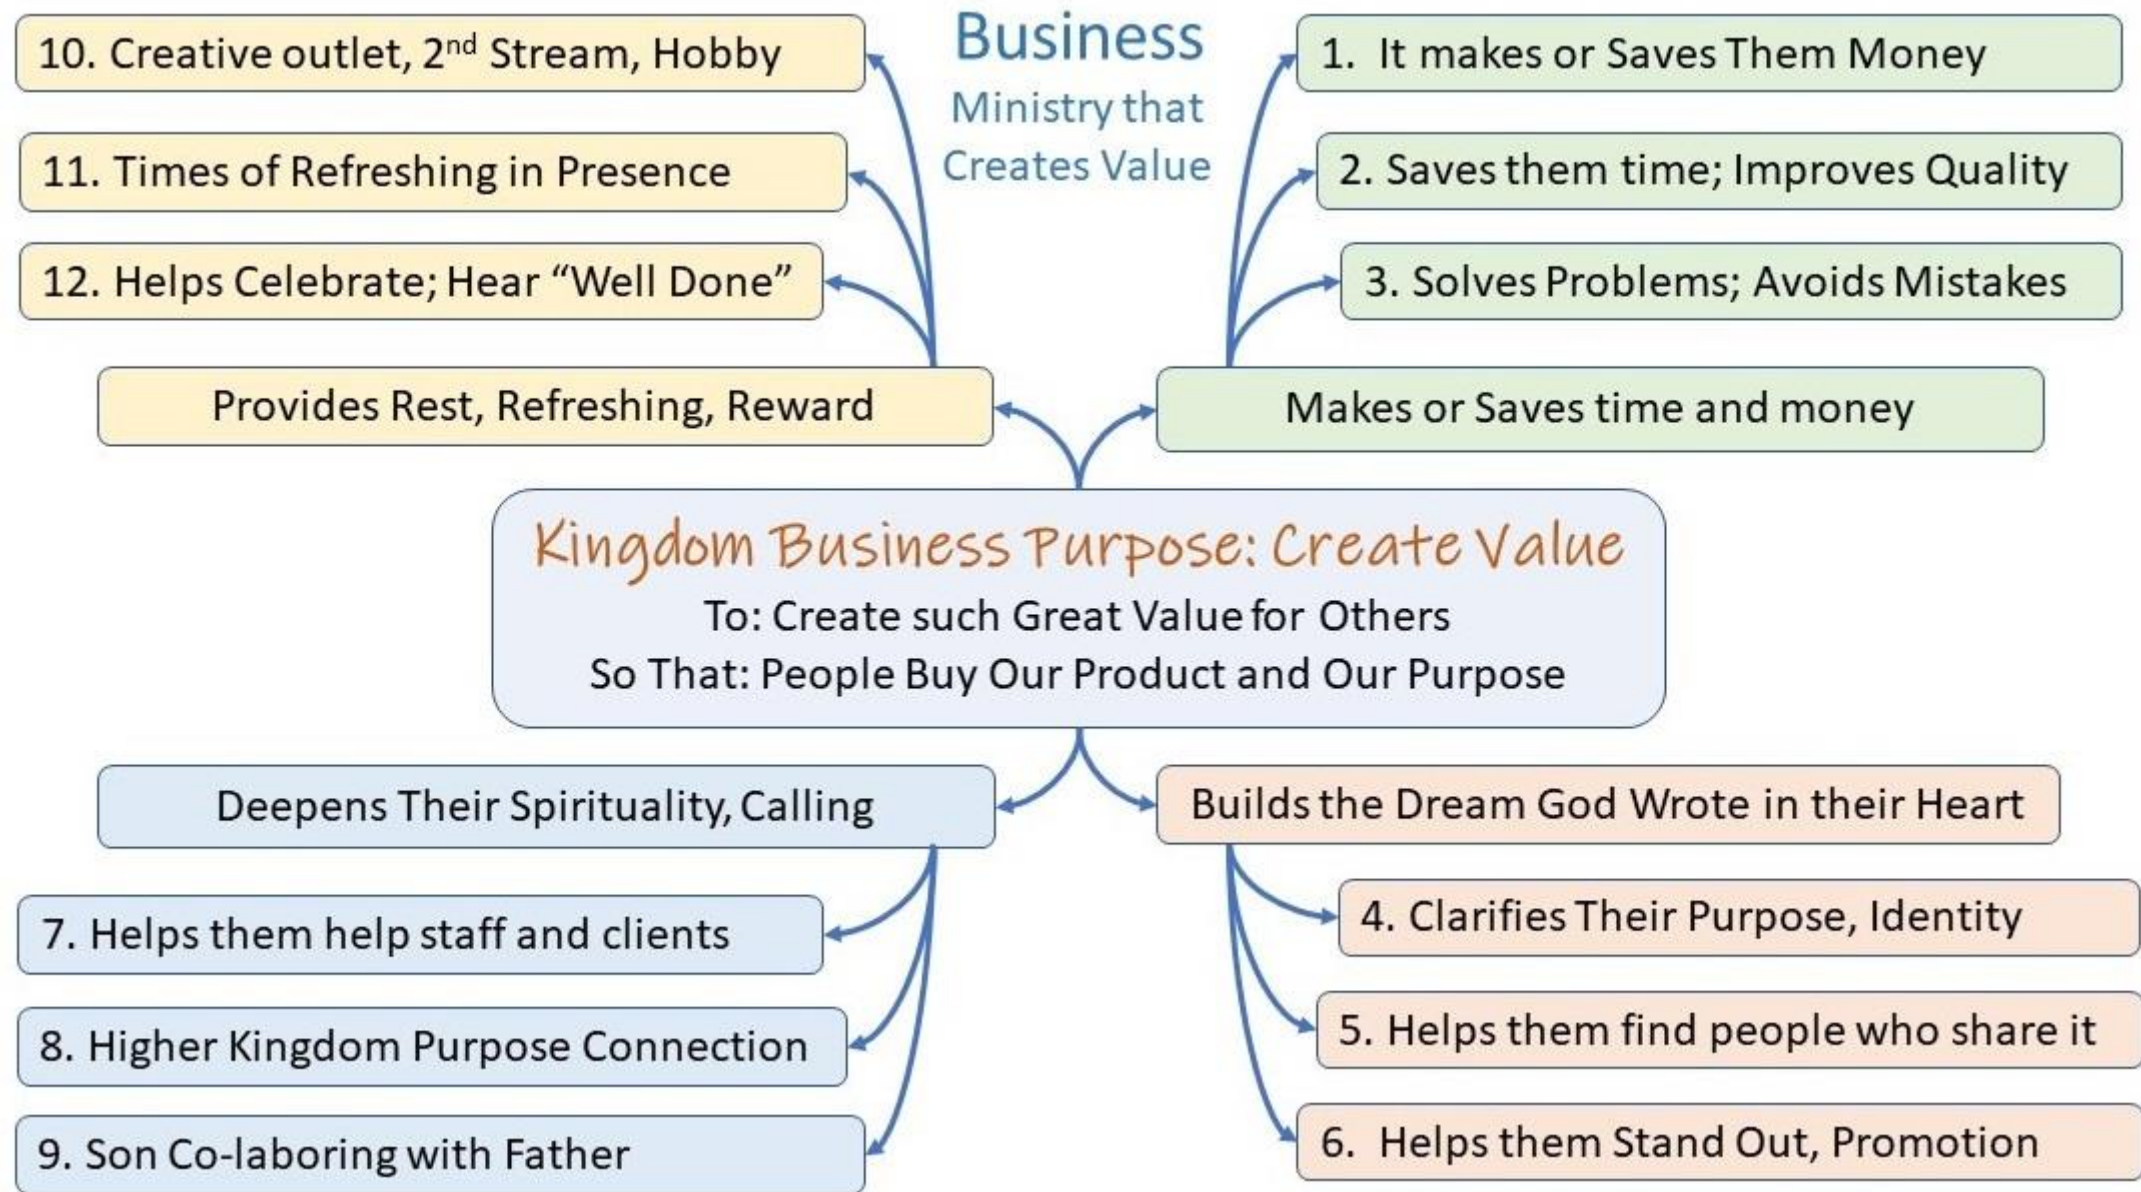 Business
Ministry that
Creates Value
10. Creative outlet, 2nd Stream, Hobby
11. Times of Refreshing in Presence
12. Helps Celebrate; Hear “Well Done”
Provides Rest, Refreshing, Reward
1. It makes or Saves Them Money
2. Saves them time; Improves Quality
3. Solves Problems; Avoids Mistakes
Makes or Saves time and money
Kingdom Business Purpose: Create Value
To: Create such Great Value for Others
So That: People Buy Our Product and Our Purpose
Deepens Their Spirituality, Calling
7. Helps them help staff and clients
8. Higher Kingdom Purpose Connection
9. Son Co-laboring with Father
Builds the Dream God Wrote in their Heart
4. Clarifies Their Purpose, Identity
5. Helps them find people who share it
6. Helps them Stand Out, Promotion